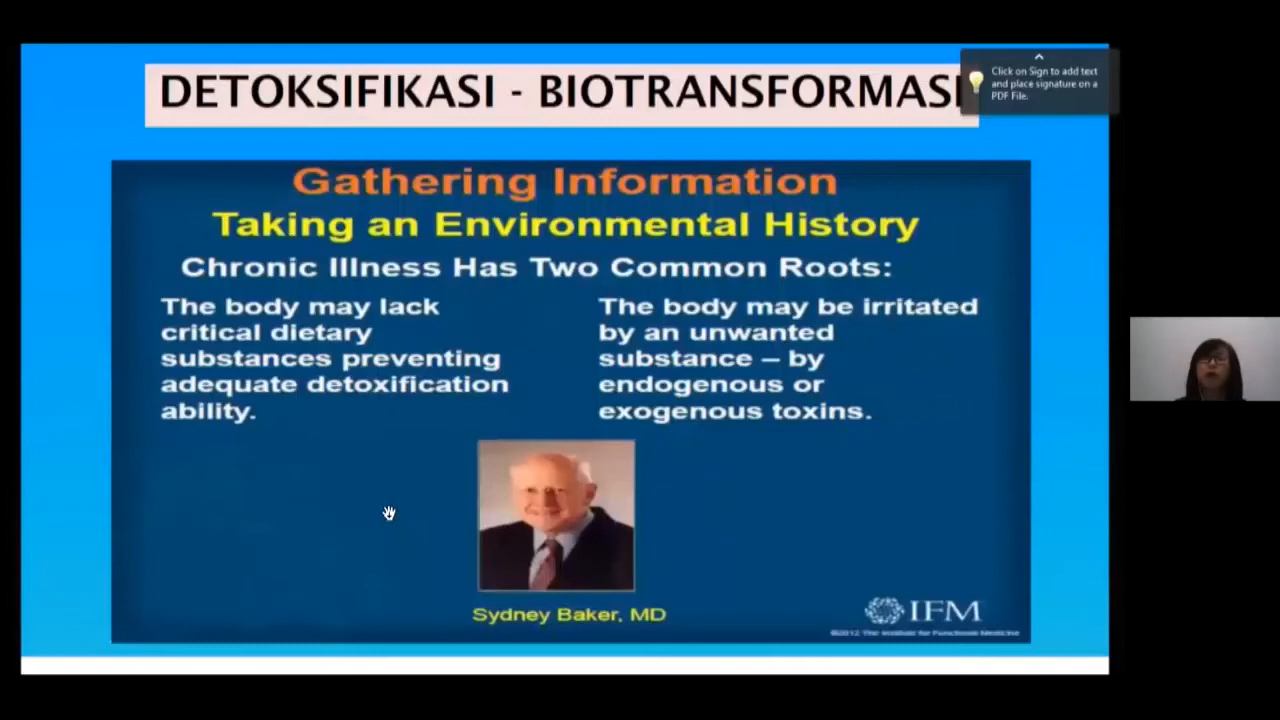 DETOKSIFIKASI - BIOTRANSFORMASI
Click on Sign to add text
and place signature on a
PDF File.
Gathering Information
Taking an Environmental History
Chronic Illness Has Two Common Roots:
The body may lack
critical dietary
substances preventing
adequate detoxification
ability.
The body may be irritated
by an unwanted
substance – by
endogenous or
exogenous toxins.
Sydney Baker, MD
IFM
©2012 The Institute for Functional Medicine